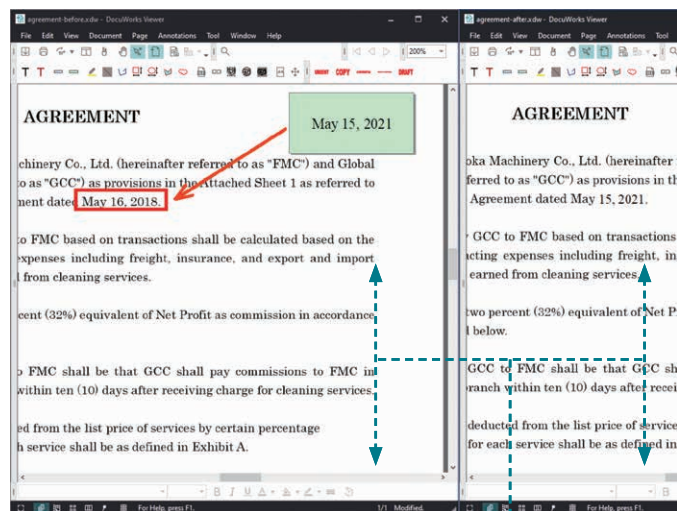 agreement-before.xdw - DocuWorks Viewer
File Edit View Document Page Annotations Tool Window Help
200%
COPY
DRAFT
AGREEMENT
May 15, 2021
chinery Co., Ltd. (hereinafter referred to as "FMC") and Global
to as "GCC") as provisions in the Attached Sheet 1 as referred to
ment dated May 16, 2018.
to FMC based on transactions shall be calculated based on the
expenses including freight, insurance, and export and import
l from cleaning services.
cent (32%) equivalent of Net Profit as commission in accordance
o FMC shall be that GCC shall pay commissions to FMC in
within ten (10) days after receiving charge for cleaning services.
ed from the list price of services by certain percentage
h service shall be as defined in Exhibit A.
For Help, press F1.
1/1 Modified.
agreement-after.xdw - DocuWorks Viewer
File Edit View Document Page Annotations Tool
AGREEMENT
oka Machinery Co., Ltd. (hereinafter
ferred to as "GCC") as provisions in th
Agreement dated May 15, 2021.
GCC to FMC based on transactions
acting expenses including freight, in
earned from cleaning services.
two percent (32%) equivalent of Net P
l below.
GCC to FMC shall be that GCC sh
ranch within ten (10) days after recei
deducted from the list price of service
for each service shall be as defined in
For Help, press F1.